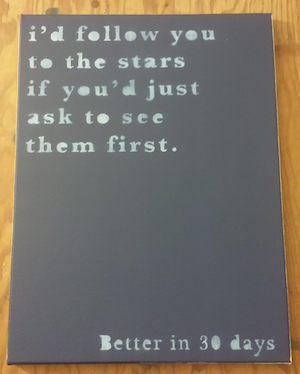 i'd follow you
to the stars
if you'd just
ask to see
them first.
Better in 30 days